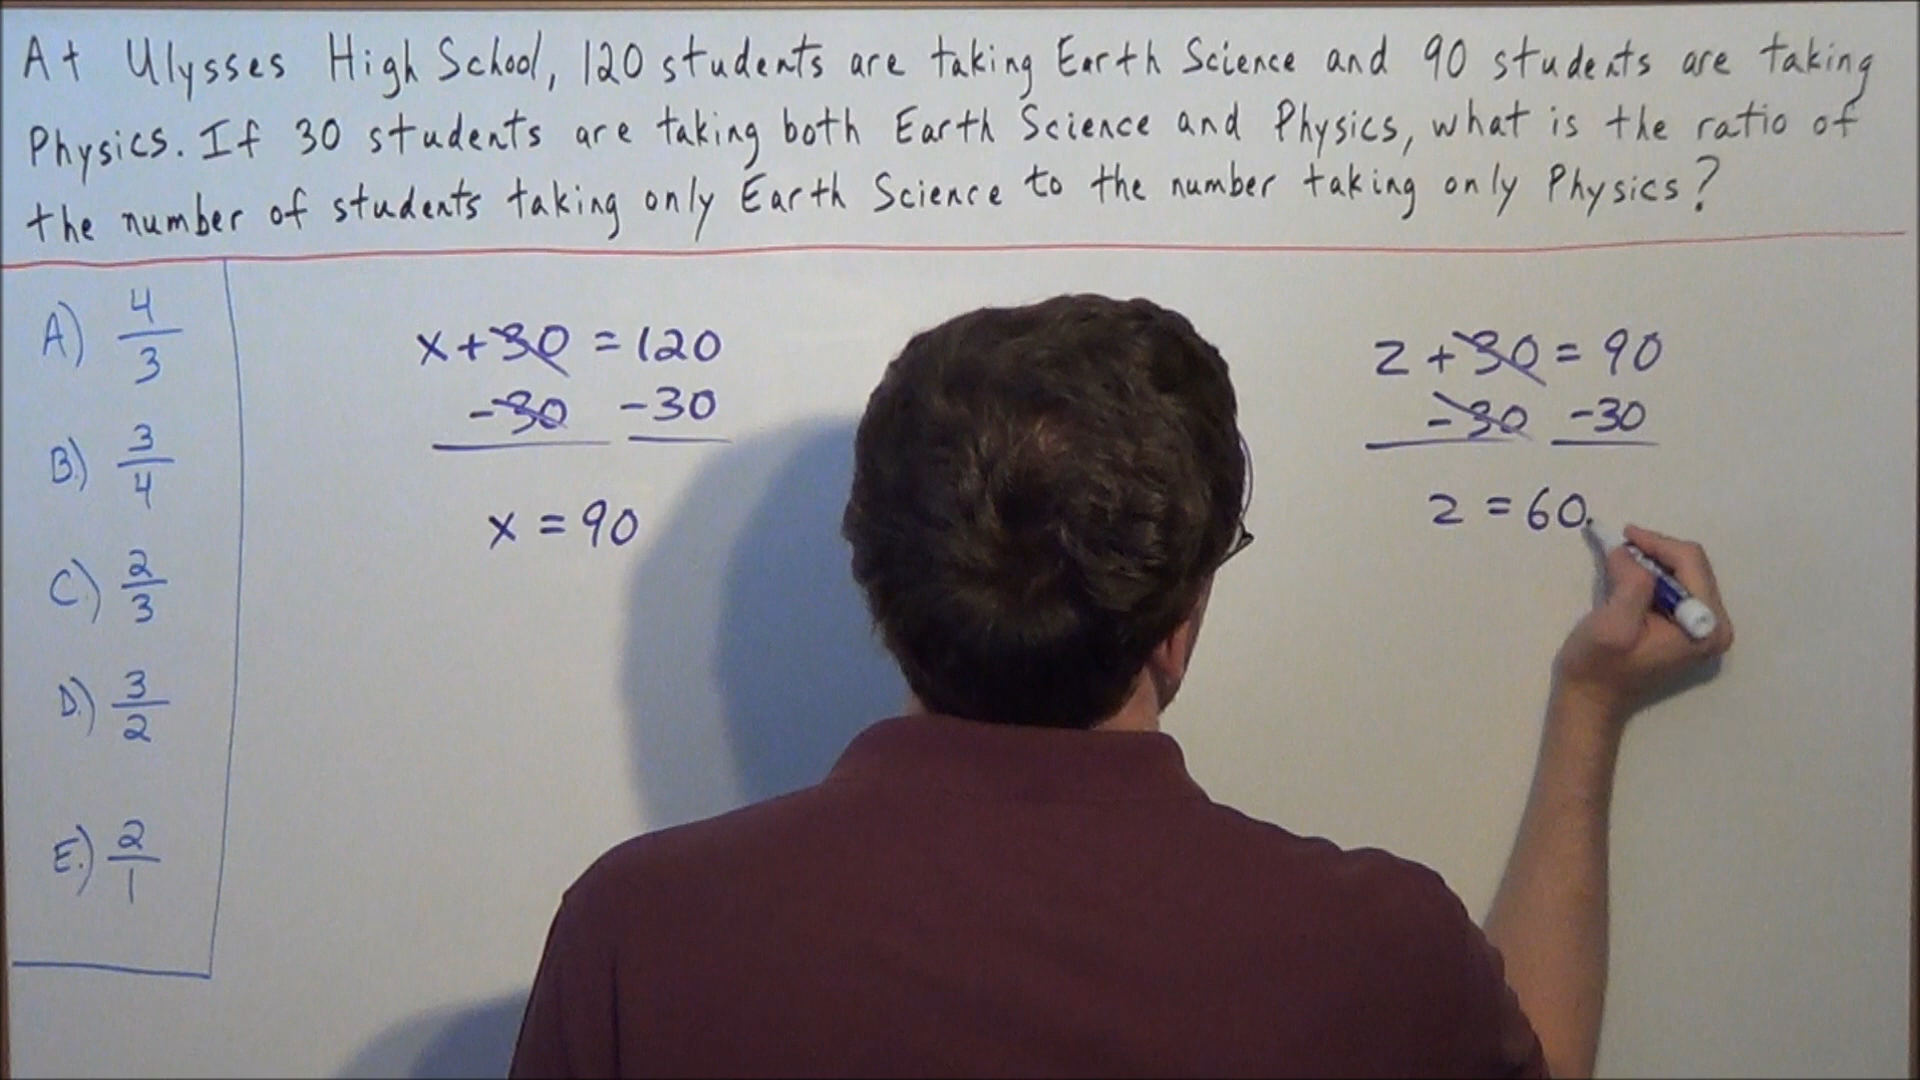 At Ulysses High School, 120 students are taking Earth Science and 90 students are taking
Physics. If 30 students are taking both Earth Science and Physics, what is the ratio of
the number of students taking only Earth Science to the number taking only Physics?
A.) 4/3
B.) 3/4
C.) 2/3
D.) 3/2
E.) 2/1
x + 30 = 120
-30 -30
x = 90
z + 30 = 90
-30 -30
z = 60